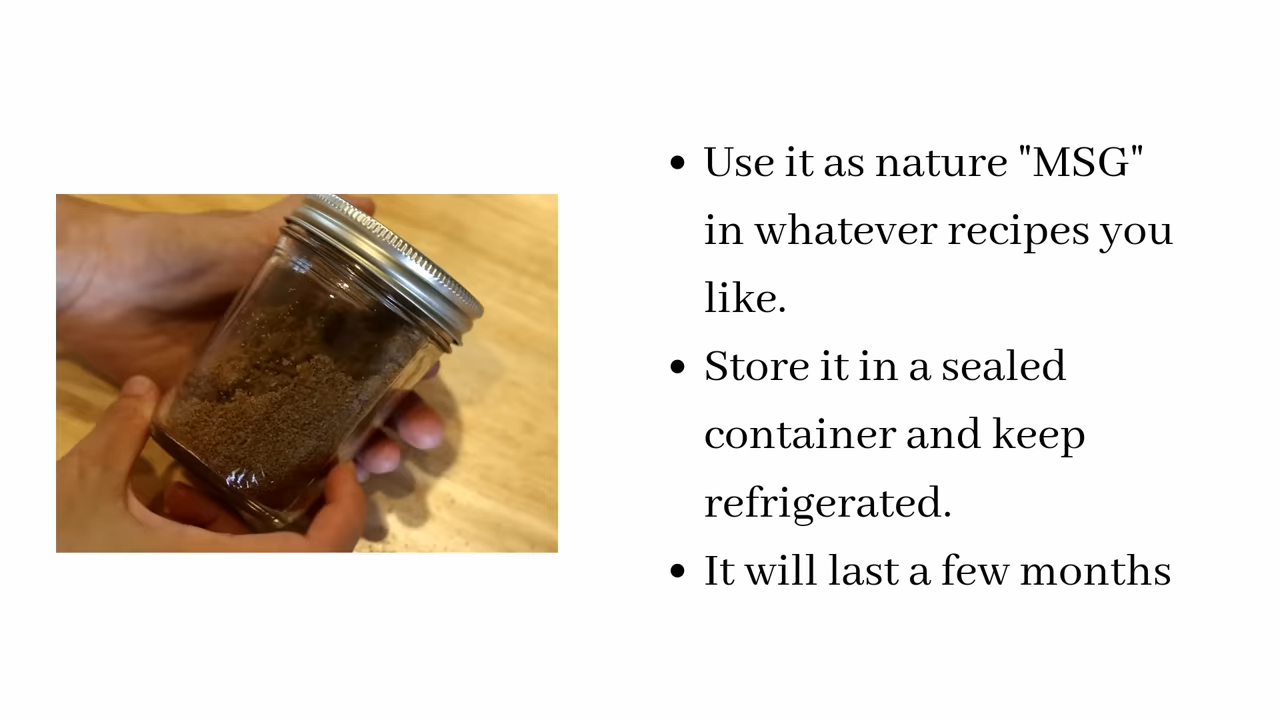 • Use it as nature "MSG"
in whatever recipes you
like.
• Store it in a sealed
container and keep
refrigerated.
• It will last a few months